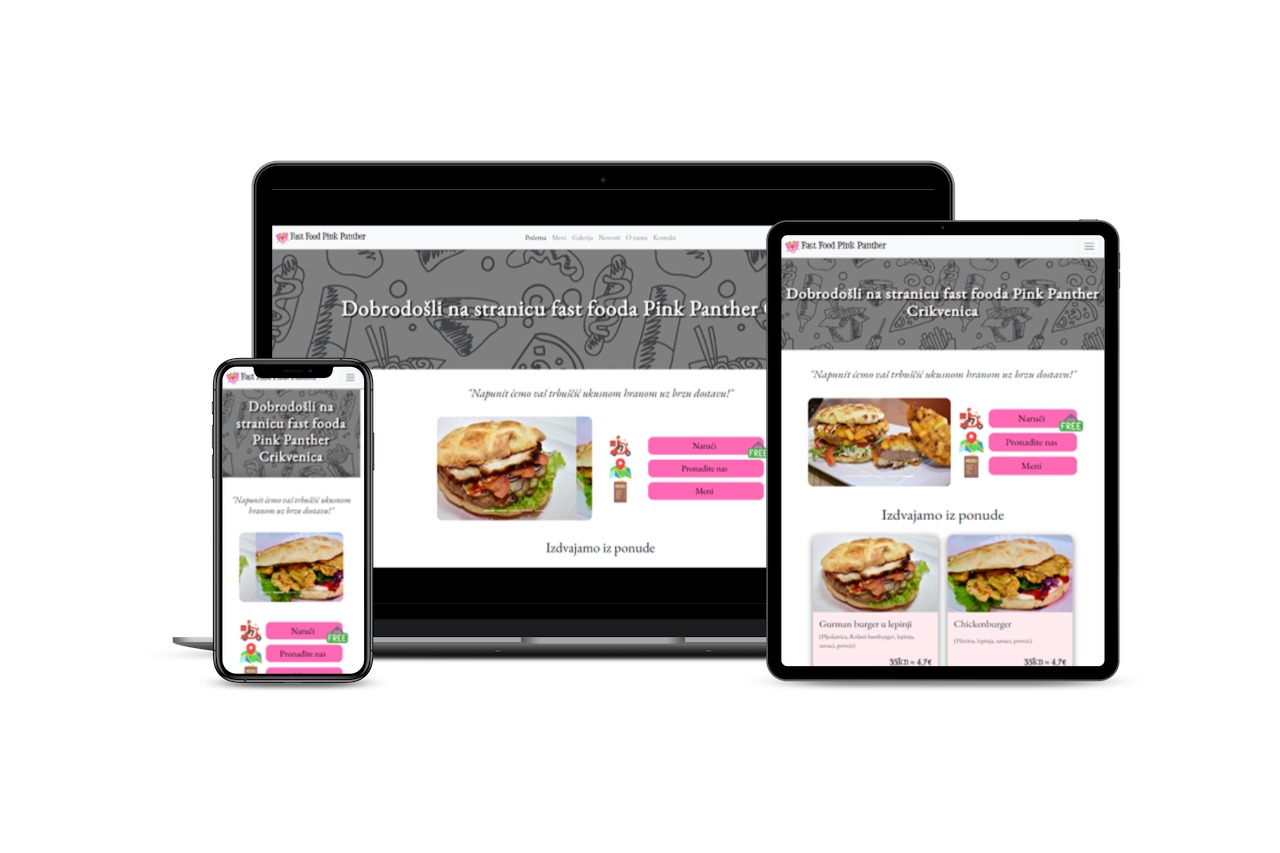 Fast Food Pink Panther
Početna Meni Galerija Novosti O nama Kontakt
Dobrodošli na stranicu fast fooda Pink Panther
"Napunit ćemo vaš trbuščić ukusnom hranom uz brzu dostavu!"
Naruči
FREE
Pronađite nas
Meni
Izdvajamo iz ponude
Fast Food Pink Panther
Dobrodošli na stranicu fast fooda Pink Panther
Crikvenica
"Napunit ćemo vaš trbuščić ukusnom hranom uz brzu dostavu!"
Naruči
FREE
Pronađite nas
MENU
Meni
Izdvajamo iz ponude
Gurman burger u lepinji
(Pljeskavica, Rolani hamburger, lepinja,
umaci, povrće)
35kn ≈ 4,7€
Chickenburger
(Piletina, lepinja, umaci, povrće)
35kn ≈ 4,7€
Dobrodošli na
stranicu fast fooda
Pink Panther
Crikvenica
"Napunit ćemo vaš trbuščić ukusnom
hranom uz brzu dostavu!"
Naruči
FREE
Pronađite nas